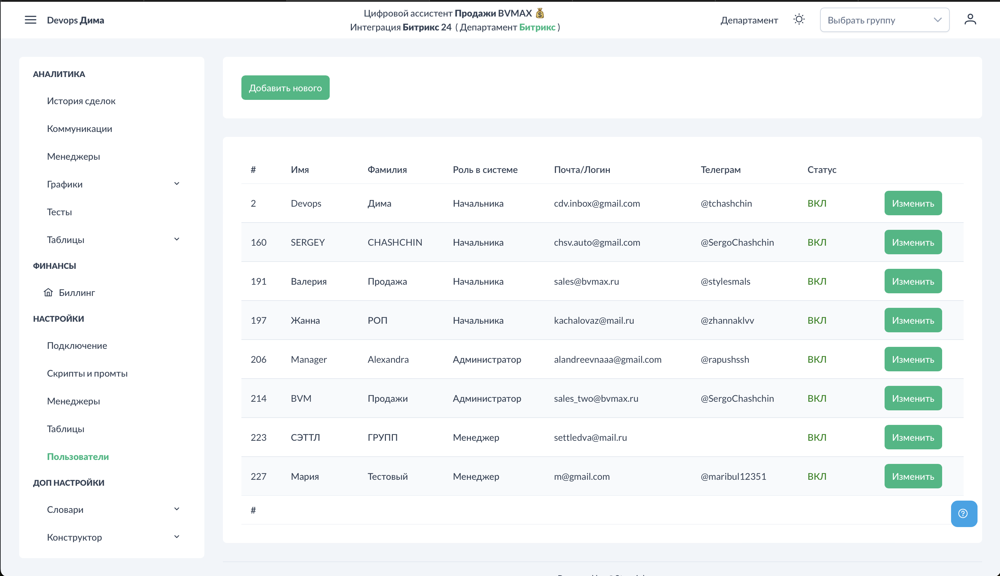 Devops Дима
Цифровой ассистент Продажи BVMAX 💰
Интеграция Битрикс 24 ( Департамент Битрикс )
Департамент
Выбрать группу
АНАЛИТИКА
История сделок
Коммуникации
Менеджеры
Графики
Тесты
Таблицы
ФИНАНСЫ
Биллинг
НАСТРОЙКИ
Подключение
Скрипты и промты
Менеджеры
Таблицы
Пользователи
ДОП НАСТРОЙКИ
Словари
Конструктор
Добавить нового
# Имя Фамилия Роль в системе Почта/Логин Телеграм Статус
2 Devops Дима Начальника cdv.inbox@gmail.com @tchashchin ВКЛ Изменить
160 SERGEY CHASHCHIN Начальника chsv.auto@gmail.com @SergoChashchin ВКЛ Изменить
191 Валерия Продажа Начальника sales@bvmax.ru @stylesmals ВКЛ Изменить
197 Жанна РОП Начальника kachalovaz@mail.ru @zhannaklvv ВКЛ Изменить
206 Manager Alexandra Администратор alandreevnaaa@gmail.com @rapushssh ВКЛ Изменить
214 BVM Продажи Администратор sales_two@bvmax.ru @SergoChashchin ВКЛ Изменить
223 СЭТТЛ ГРУПП Менеджер settledva@mail.ru ВКЛ Изменить
227 Мария Тестовый Менеджер m@gmail.com @maribul12351 ВКЛ Изменить
#